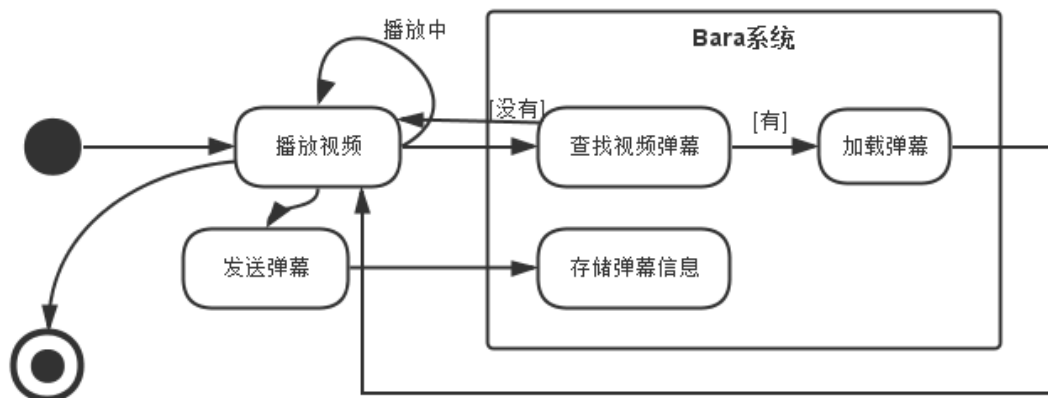 播放中
Bara系统
[没有]
[有]
播放视频
查找视频弹幕
加载弹幕
发送弹幕
存储弹幕信息